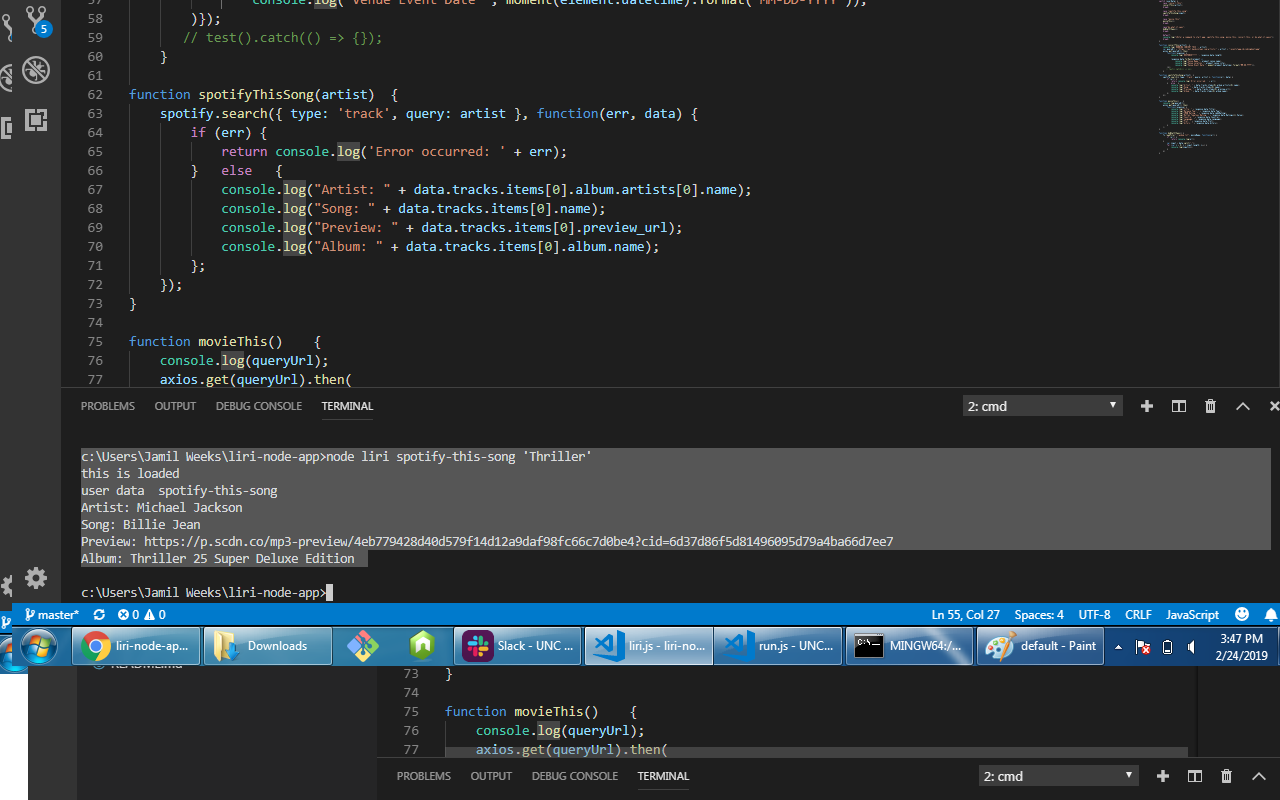 57 console.log("Venue Event Date ", moment(element.datetime).format("MM-DD-YYYY"));
58 )});
59 // test().catch(() => {});
60 }
61
62 function spotifyThisSong(artist)  {
63 spotify.search({ type: 'track', query: artist }, function(err, data) {
64 if (err) {
65 return console.log('Error occurred: ' + err);
66 }   else   {
67 console.log("Artist: " + data.tracks.items[0].album.artists[0].name);
68 console.log("Song: " + data.tracks.items[0].name);
69 console.log("Preview: " + data.tracks.items[0].preview_url);
70 console.log("Album: " + data.tracks.items[0].album.name);
71 };
72 });
73 }
74
75 function movieThis()    {
76 console.log(queryUrl);
77 axios.get(queryUrl).then(
5
PROBLEMS OUTPUT DEBUG CONSOLE TERMINAL 2: cmd
c:\Users\Jamil Weeks\liri-node-app>node liri spotify-this-song 'Thriller'
this is loaded
user data  spotify-this-song
Artist: Michael Jackson
Song: Billie Jean
Preview: https://p.scdn.co/mp3-preview/4eb779428d40d579f14d12a9daf98fc66c7d0be4?cid=6d37d86f5d81496095d79a4ba66d7ee7
Album: Thriller 25 Super Deluxe Edition
c:\Users\Jamil Weeks\liri-node-app>
master* 0 0 Ln 55, Col 27 Spaces: 4 UTF-8 CRLF JavaScript
liri-node-ap... Downloads Slack - UNC ... liri.js - liri-no... run.js - UNC... MINGW64:/... default - Paint 3:47 PM
2/24/2019
README.md
73 }
74
75 function movieThis()    {
76 console.log(queryUrl);
77 axios.get(queryUrl).then(
PROBLEMS OUTPUT DEBUG CONSOLE TERMINAL 2: cmd